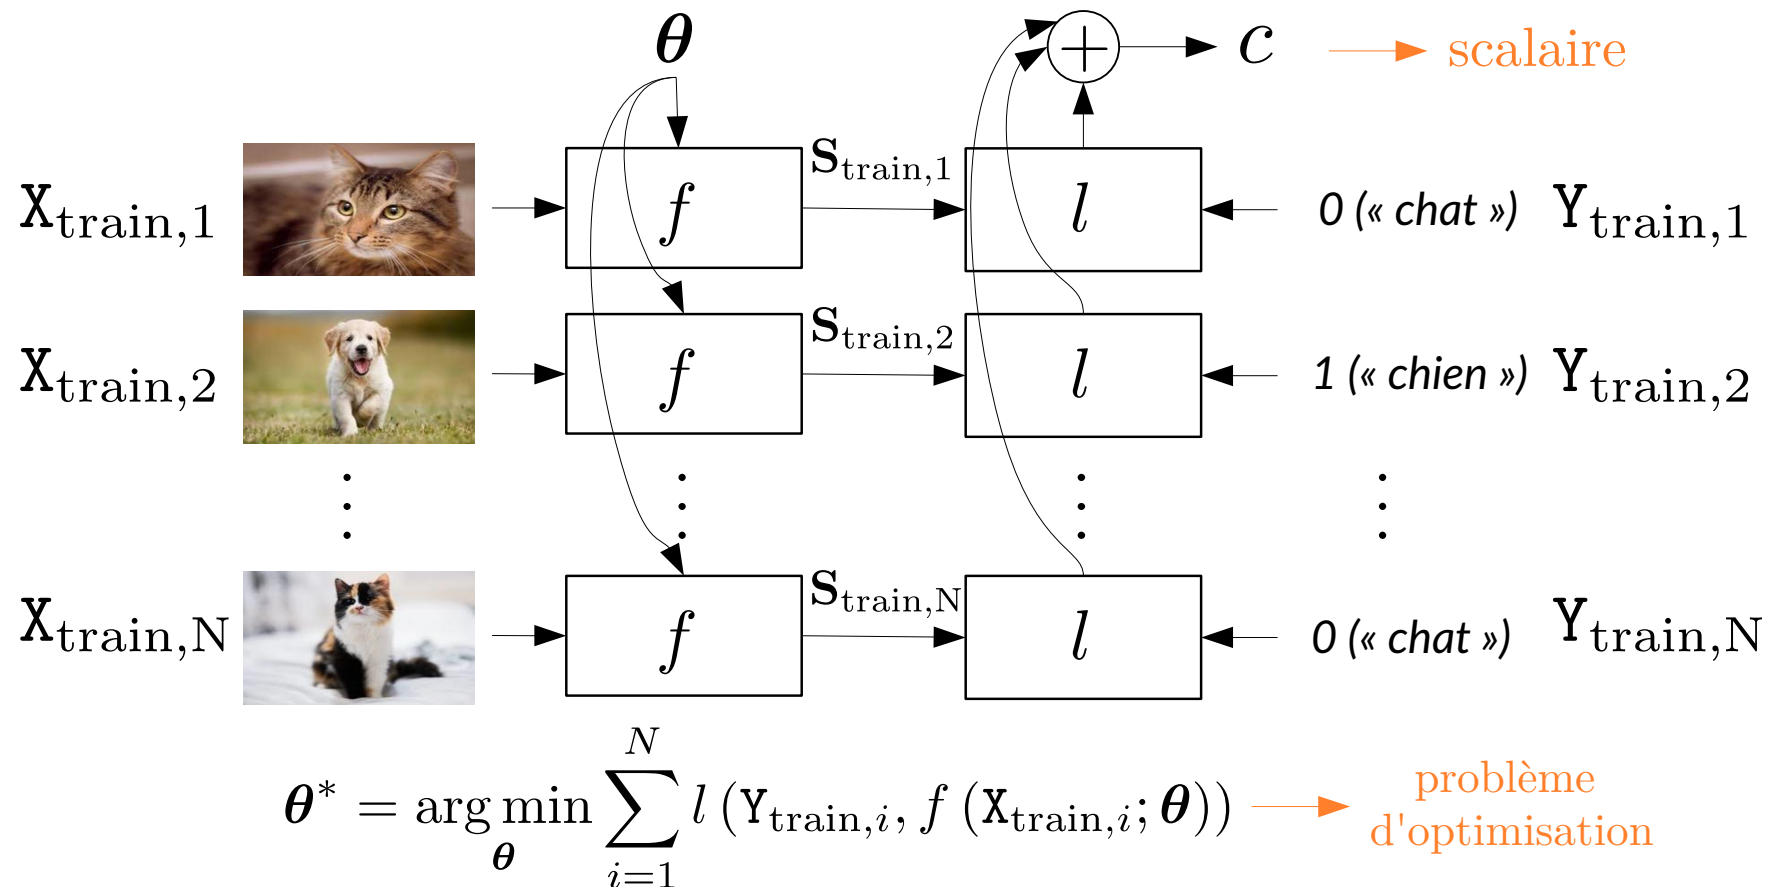 θ
+ c scalaire
X_train,1 f S_train,1 l 0 (« chat ») Y_train,1
X_train,2 f S_train,2 l 1 (« chien ») Y_train,2
X_train,N f S_train,N l 0 (« chat ») Y_train,N
θ* = arg min_θ ∑_{i=1}^{N} l (Y_train,i, f (X_train,i; θ))
problème
d'optimisation